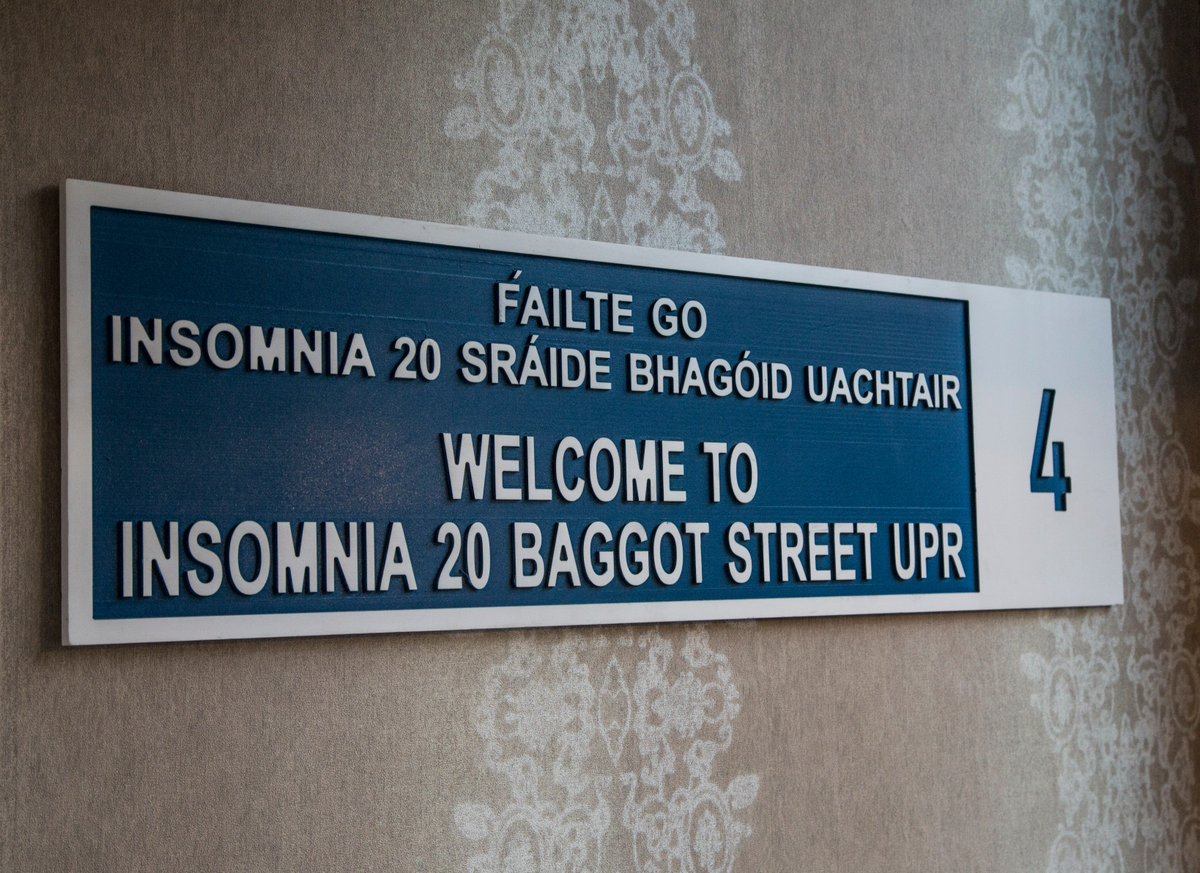 FÁILTE GO
INSOMNIA 20 SRÁIDE BHAGÓID UACHTAIR
WELCOME TO
INSOMNIA 20 BAGGOT STREET UPR
4